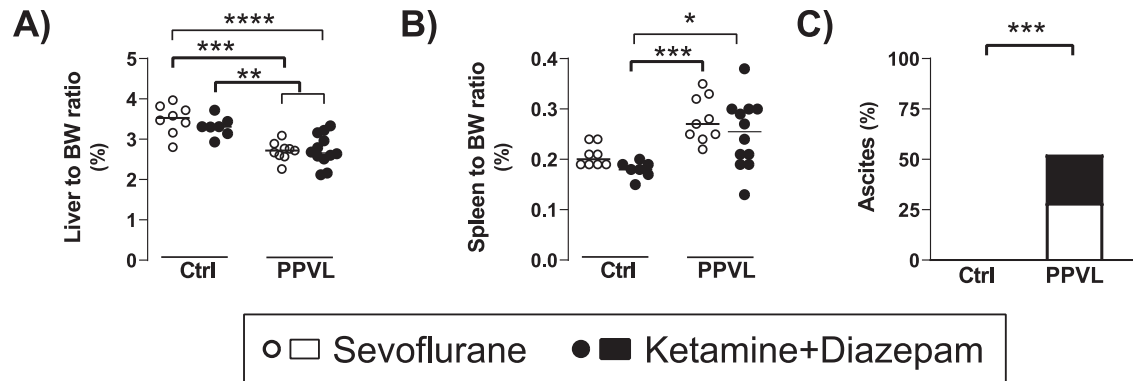 A)
Liver to BW ratio
(%)
5
4
3
2
1
0
****
***
**
Ctrl
PPVL
B)
Spleen to BW ratio
(%)
0.4
0.3
0.2
0.1
0.0
*
***
Ctrl
PPVL
C)
Ascites (%)
100
75
50
25
0
***
Ctrl
PPVL
Sevoflurane
Ketamine+Diazepam